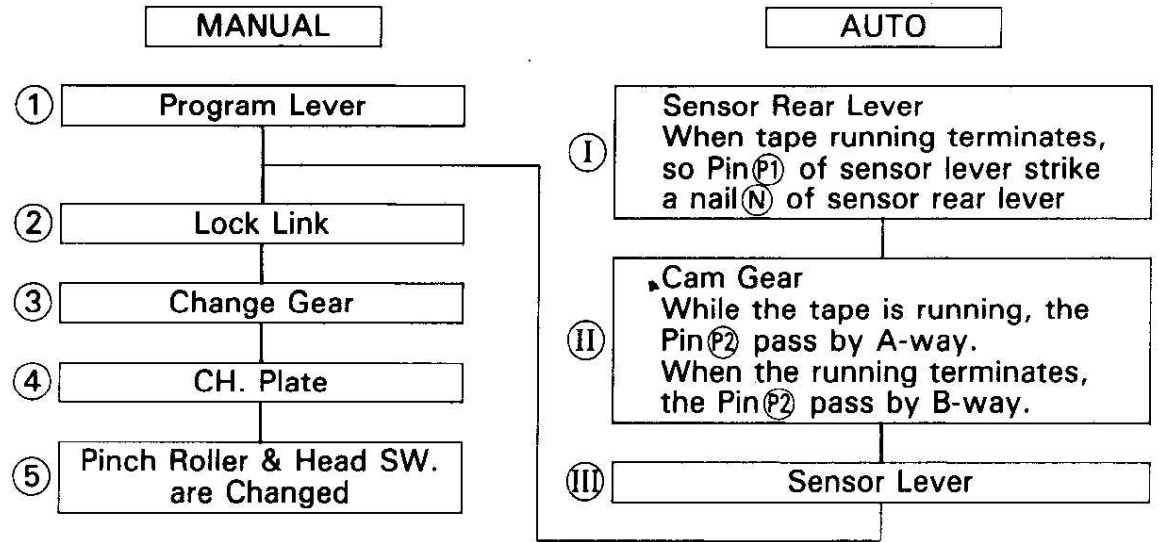 MANUAL
① Program Lever
② Lock Link
③ Change Gear
④ CH. Plate
⑤ Pinch Roller & Head SW.
are Changed
AUTO
Ⓘ Sensor Rear Lever
When tape running terminates,
so Pin(P1) of sensor lever strike
a nail(N) of sensor rear lever
(II) Cam Gear
While the tape is running, the
Pin(P2) pass by A-way.
When the running terminates,
the Pin(P2) pass by B-way.
(III) Sensor Lever